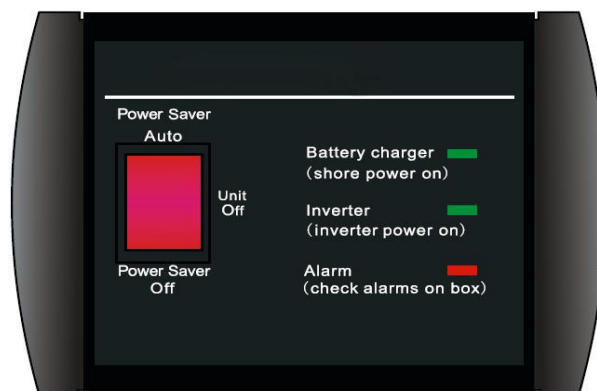 Power Saver
Auto
Unit
Off
Power Saver
Off
Battery charger
(shore power on)
Inverter
(inverter power on)
Alarm
(check alarms on box)